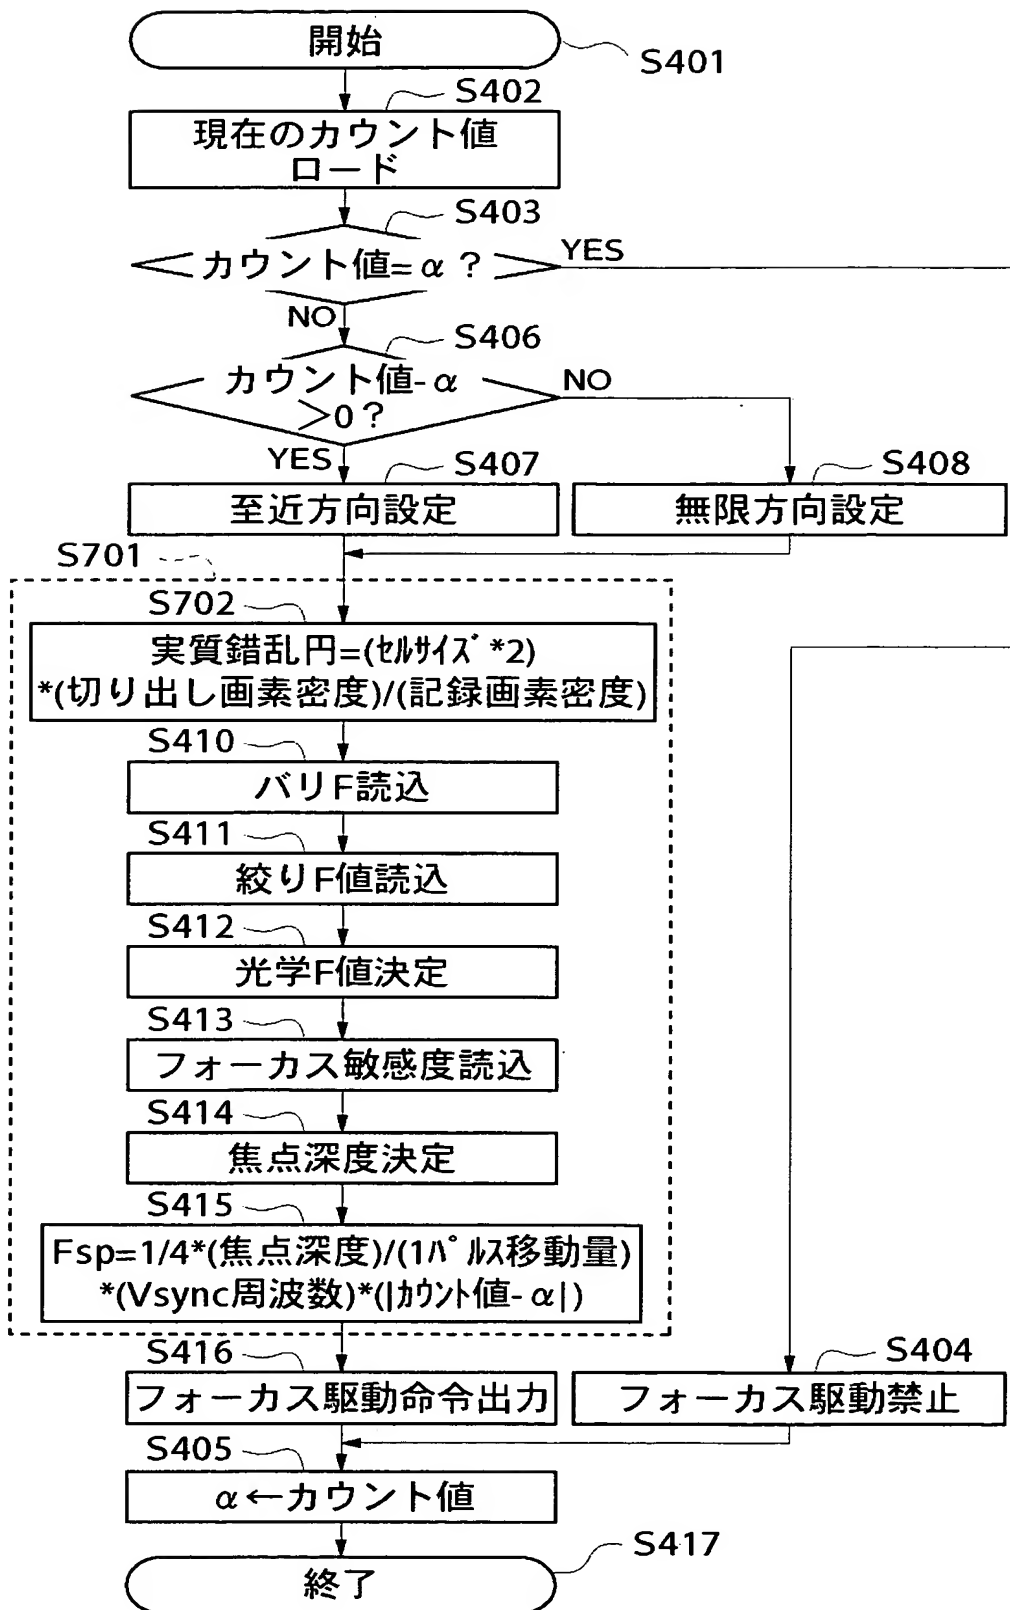 開始
S401
S402
現在のカウント値
ロード
S403
カウント値=α?
YES
NO
S406
カウント値-α
>0?
NO
YES
S407
至近方向設定
S408
無限方向設定
S701
S702
実質錯乱円=(ｾﾙｻｲｽﾞ*2)
*(切り出し画素密度)/(記録画素密度)
S410
バリF読込
S411
絞りF値読込
S412
光学F値決定
S413
フォーカス敏感度読込
S414
焦点深度決定
S415
Fsp=1/4*(焦点深度)/(1ﾊﾟﾙｽ移動量)
*(Vsync周波数)*(|ｶｳﾝﾄ値-α|)
S416
フォーカス駆動命令出力
S404
フォーカス駆動禁止
S405
α←カウント値
S417
終了